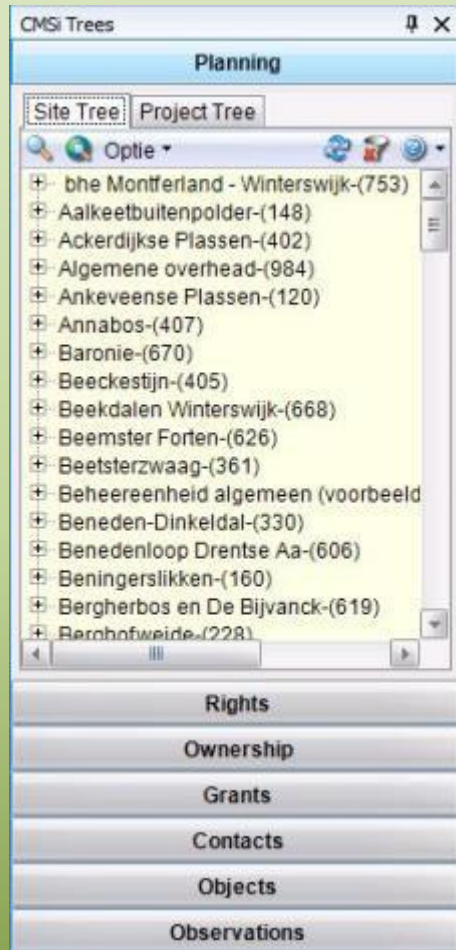 CMSi Trees
Planning
Site Tree Project Tree
Optie
bhe Montferland - Winterswijk-(753)
Aalkeetbuitenpolder-(148)
Ackerdijkse Plassen-(402)
Algemene overhead-(984)
Ankeveense Plassen-(120)
Annabos-(407)
Baronie-(670)
Beeckestijn-(405)
Beekdalen Winterswijk-(668)
Beemster Forten-(626)
Beetsterzwaag-(361)
Beheereenheid algemeen (voorbeeld
Beneden-Dinkeldal-(330)
Benedenloop Drentse Aa-(606)
Beningerslikken-(160)
Bergherbos en De Bijvanck-(619)
Berghofweide-(228)
Rights
Ownership
Grants
Contacts
Objects
Observations